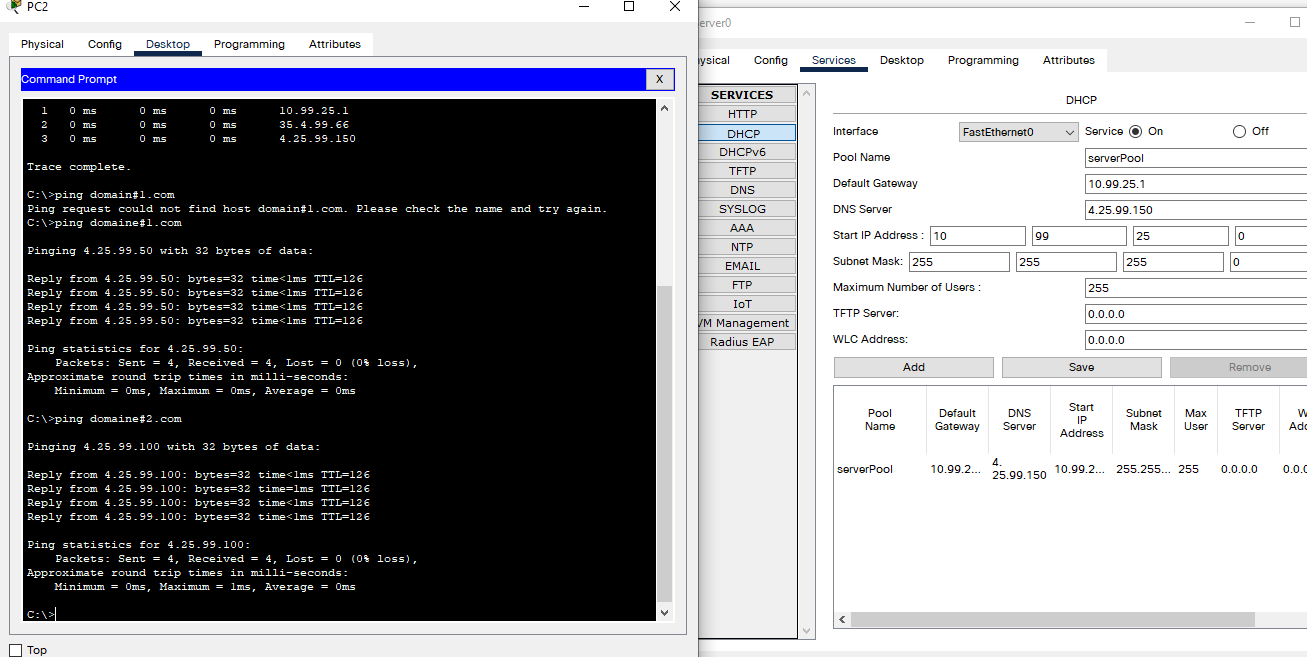 PC2
Physical Config Desktop Programming Attributes
Command Prompt X
1 0 ms 0 ms 0 ms 10.99.25.1
2 0 ms 0 ms 0 ms 35.4.99.66
3 0 ms 0 ms 0 ms 4.25.99.150
Trace complete.
C:\>ping domain#1.com
Ping request could not find host domain#1.com. Please check the name and try again.
C:\>ping domaine#1.com
Pinging 4.25.99.50 with 32 bytes of data:
Reply from 4.25.99.50: bytes=32 time<1ms TTL=126
Reply from 4.25.99.50: bytes=32 time<1ms TTL=126
Reply from 4.25.99.50: bytes=32 time<1ms TTL=126
Reply from 4.25.99.50: bytes=32 time<1ms TTL=126
Ping statistics for 4.25.99.50:
Packets: Sent = 4, Received = 4, Lost = 0 (0% loss),
Approximate round trip times in milli-seconds:
Minimum = 0ms, Maximum = 0ms, Average = 0ms
C:\>ping domaine#2.com
Pinging 4.25.99.100 with 32 bytes of data:
Reply from 4.25.99.100: bytes=32 time<1ms TTL=126
Reply from 4.25.99.100: bytes=32 time=1ms TTL=126
Reply from 4.25.99.100: bytes=32 time<1ms TTL=126
Reply from 4.25.99.100: bytes=32 time<1ms TTL=126
Ping statistics for 4.25.99.100:
Packets: Sent = 4, Received = 4, Lost = 0 (0% loss),
Approximate round trip times in milli-seconds:
Minimum = 0ms, Maximum = 1ms, Average = 0ms
C:\>
Top
erver0
ysical Config Services Desktop Programming Attributes
SERVICES
HTTP
DHCP
DHCPv6
TFTP
DNS
SYSLOG
AAA
NTP
EMAIL
FTP
IoT
VM Management
Radius EAP
DHCP
Interface FastEthernet0 Service On Off
Pool Name serverPool
Default Gateway 10.99.25.1
DNS Server 4.25.99.150
Start IP Address : 10 99 25 0
Subnet Mask: 255 255 255 0
Maximum Number of Users : 255
TFTP Server: 0.0.0.0
WLC Address: 0.0.0.0
Add Save Remove
Pool Name Default Gateway DNS Server Start IP Address Subnet Mask Max User TFTP Server W Addr
serverPool 10.99.2... 4.25.99.150 10.99.2... 255.255... 255 0.0.0.0 0.0.0